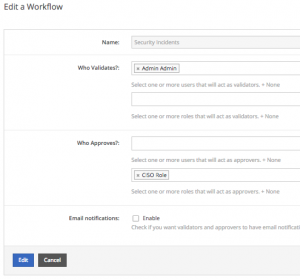 Edit a Workflow
Name:
Security Incidents
Who Validates?:
× Admin Admin
Select one or more users that will act as validators. + None
Select one or more roles that will act as validators. + None
Who Approves?:
Select one or more users that will act as approvers. + None
× CISO Role
Select one or more roles that will act as approvers. + None
Email notifications:
Enable
Check if you want validators and approvers to have email notificati
Edit
Cancel